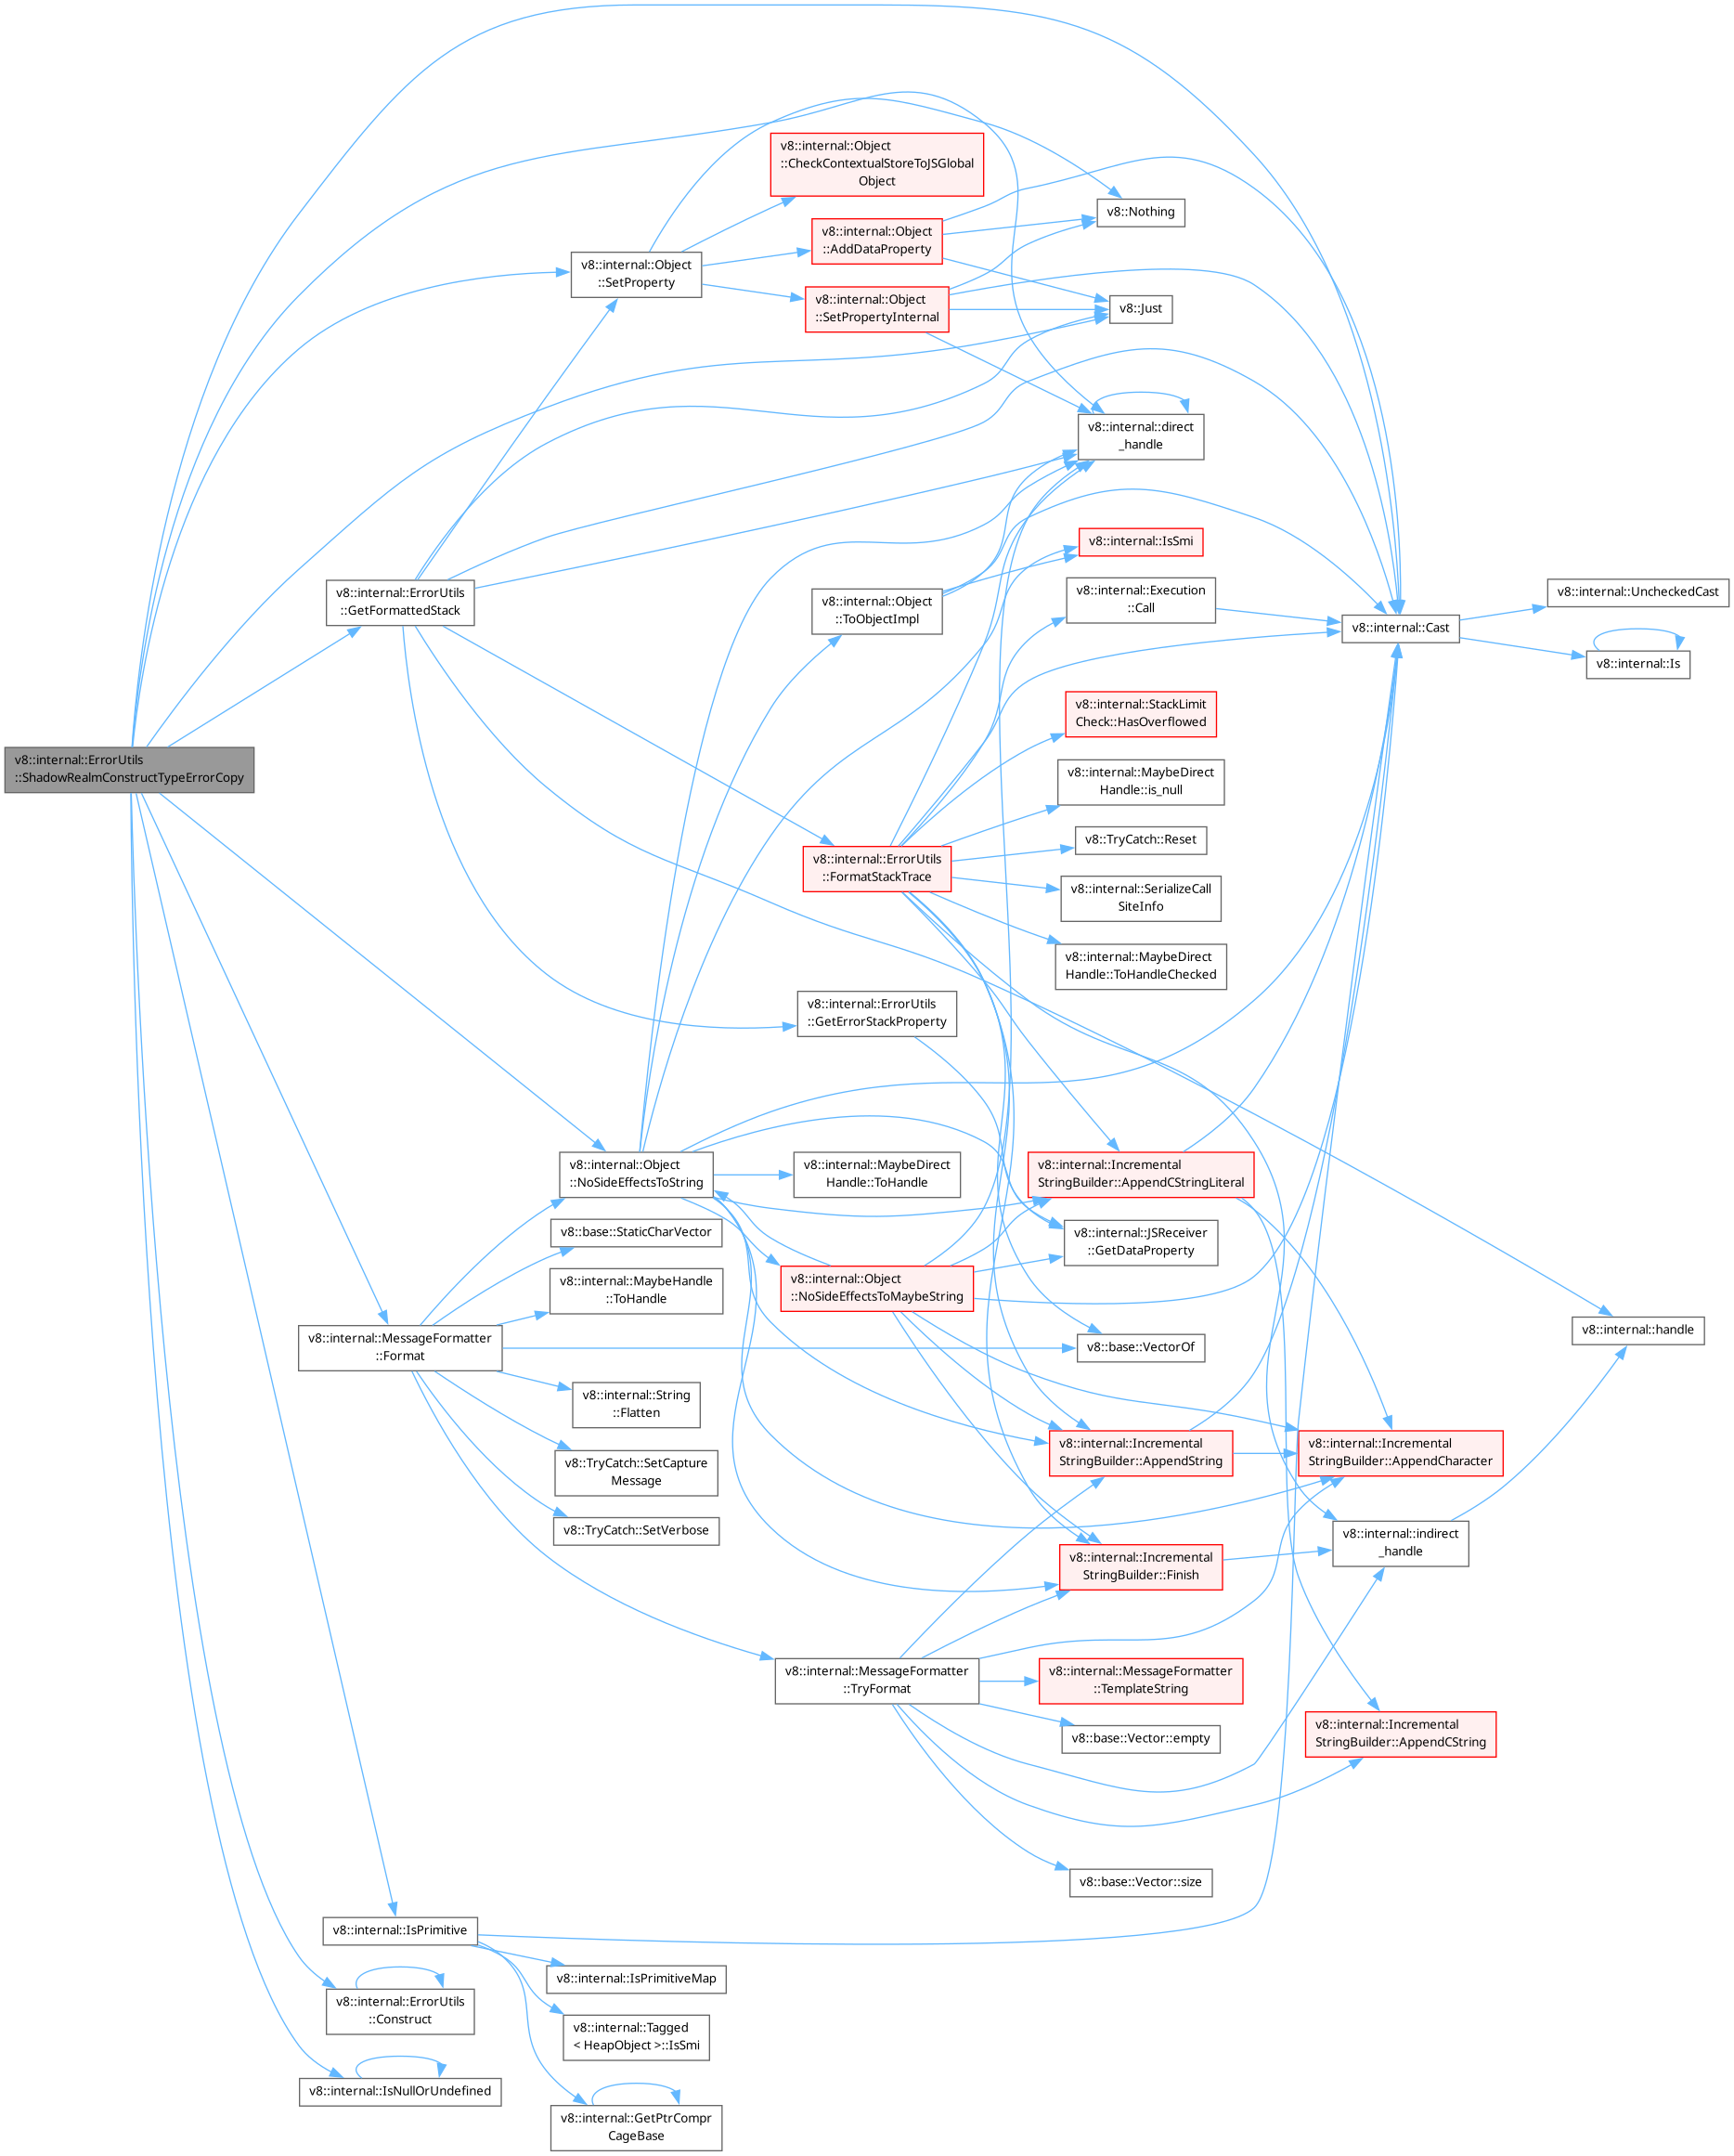 v8::internal::ErrorUtils
::ShadowRealmConstructTypeErrorCopy
v8::internal::Object
::SetProperty
v8::internal::ErrorUtils
::GetFormattedStack
v8::internal::Object
::NoSideEffectsToString
v8::base::StaticCharVector
v8::internal::MaybeHandle
::ToHandle
v8::internal::MessageFormatter
::Format
v8::internal::String
::Flatten
v8::TryCatch::SetCapture
Message
v8::TryCatch::SetVerbose
v8::internal::IsPrimitive
v8::internal::IsPrimitiveMap
v8::internal::ErrorUtils
::Construct
v8::internal::Tagged
< HeapObject >::IsSmi
v8::internal::IsNullOrUndefined
v8::internal::GetPtrCompr
CageBase
v8::internal::Object
::CheckContextualStoreToJSGlobal
Object
v8::internal::Object
::AddDataProperty
v8::internal::Object
::SetPropertyInternal
v8::internal::Object
::ToObjectImpl
v8::internal::ErrorUtils
::FormatStackTrace
v8::internal::ErrorUtils
::GetErrorStackProperty
v8::internal::MaybeDirect
Handle::ToHandle
v8::internal::Object
::NoSideEffectsToMaybeString
v8::internal::MessageFormatter
::TryFormat
v8::Nothing
v8::Just
v8::internal::direct
_handle
v8::internal::IsSmi
v8::internal::Execution
::Call
v8::internal::StackLimit
Check::HasOverflowed
v8::internal::MaybeDirect
Handle::is_null
v8::TryCatch::Reset
v8::internal::SerializeCall
SiteInfo
v8::internal::MaybeDirect
Handle::ToHandleChecked
v8::internal::Incremental
StringBuilder::AppendCStringLiteral
v8::internal::JSReceiver
::GetDataProperty
v8::base::VectorOf
v8::internal::Incremental
StringBuilder::AppendString
v8::internal::Incremental
StringBuilder::Finish
v8::internal::MessageFormatter
::TemplateString
v8::base::Vector::empty
v8::base::Vector::size
v8::internal::Cast
v8::internal::UncheckedCast
v8::internal::Is
v8::internal::handle
v8::internal::Incremental
StringBuilder::AppendCharacter
v8::internal::indirect
_handle
v8::internal::Incremental
StringBuilder::AppendCString